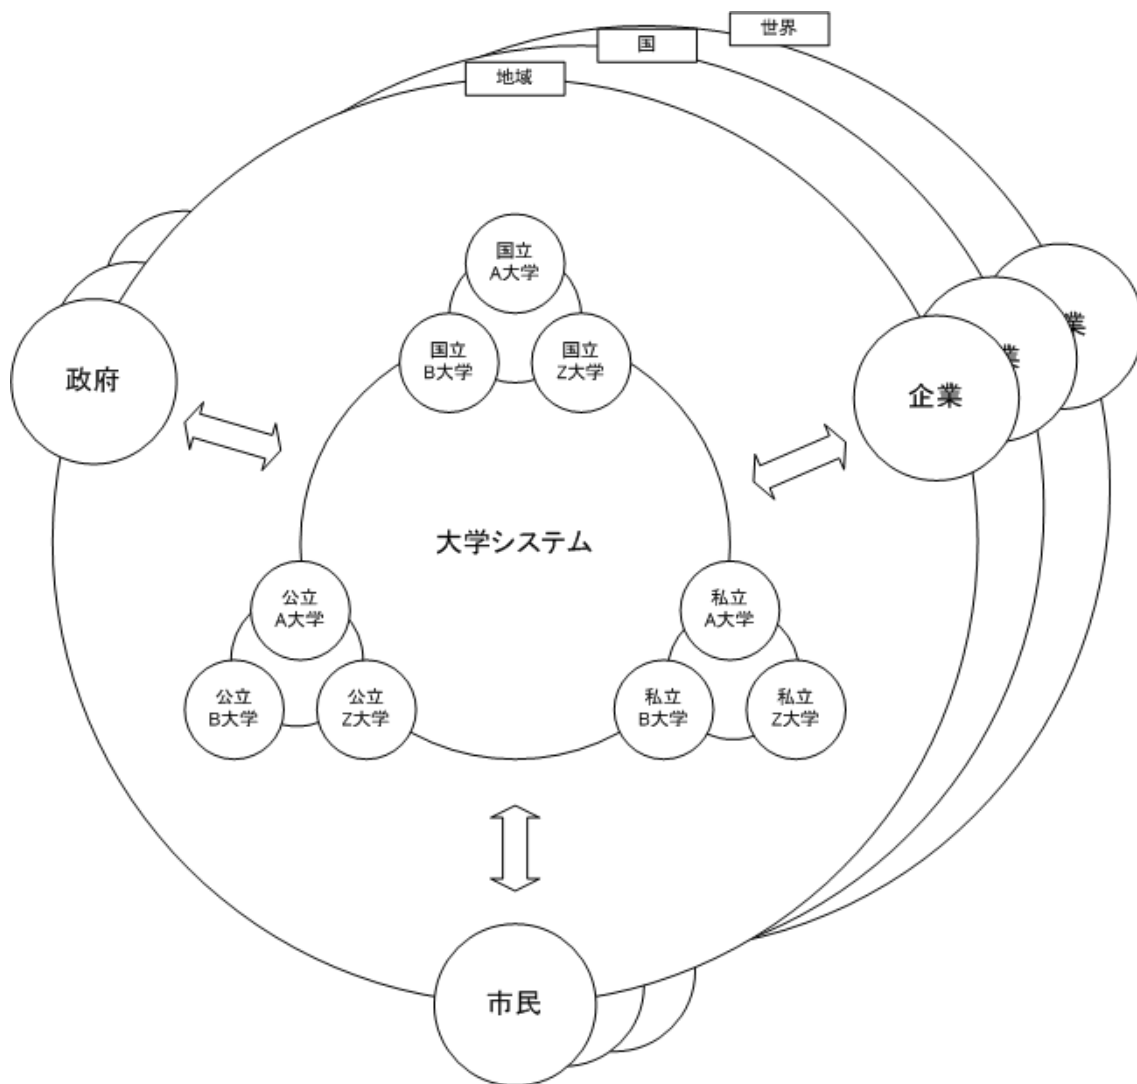 世界
国
地域
国立
A大学
国立
B大学
国立
Z大学
政府
企業
業
業
大学システム
公立
A大学
公立
B大学
公立
Z大学
私立
A大学
私立
B大学
私立
Z大学
市民